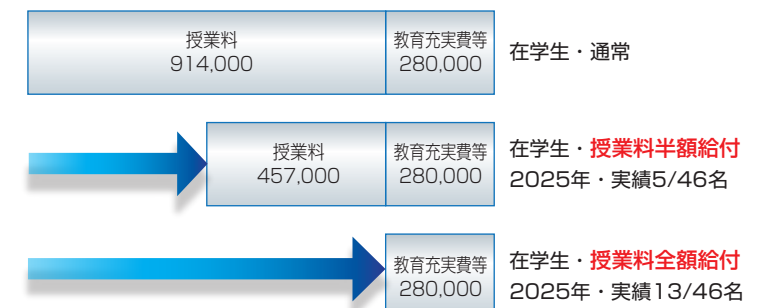 授業料
914,000
教育充実費等
280,000
在学生・通常
授業料
457,000
教育充実費等
280,000
在学生・授業料半額給付
2025年・実績5/46名
教育充実費等
280,000
在学生・授業料全額給付
2025年・実績13/46名